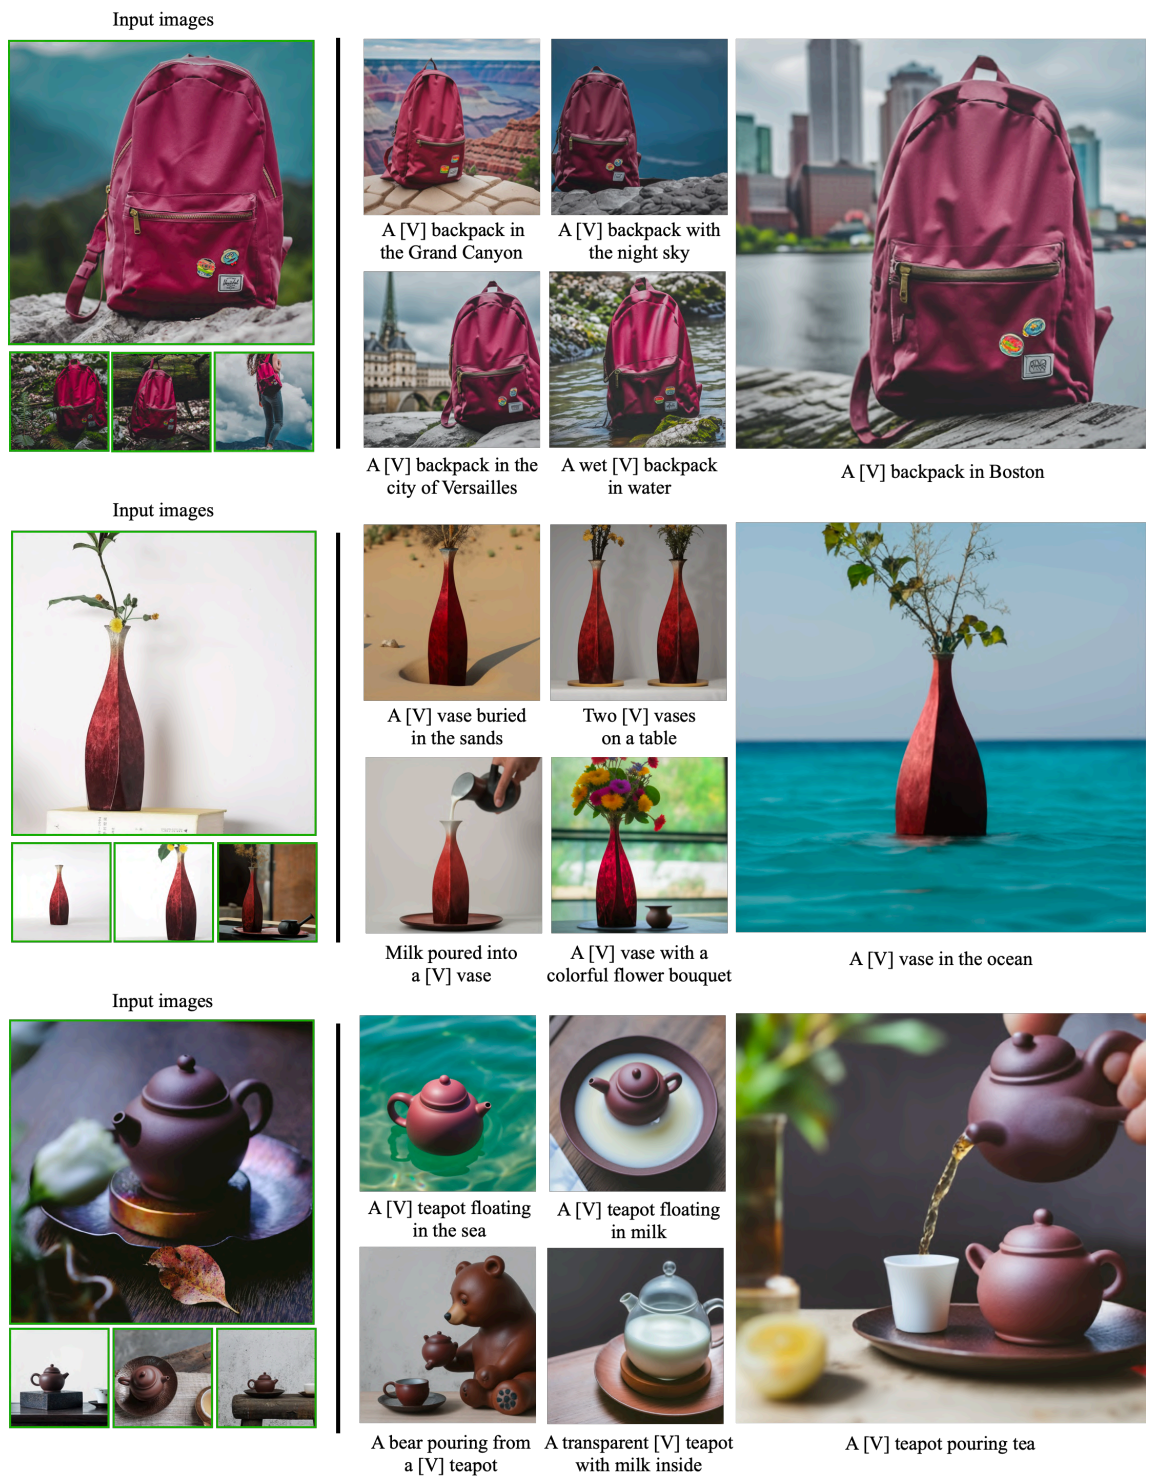 Input images
A [V] backpack in
the Grand Canyon
A [V] backpack with
the night sky
A [V] backpack in the
city of Versailles
A wet [V] backpack
in water
A [V] backpack in Boston
Input images
A [V] vase buried
in the sands
Two [V] vases
on a table
Milk poured into
a [V] vase
A [V] vase with a
colorful flower bouquet
A [V] vase in the ocean
Input images
A [V] teapot floating
in the sea
A [V] teapot floating
in milk
A bear pouring from
a [V] teapot
A transparent [V] teapot
with milk inside
A [V] teapot pouring tea